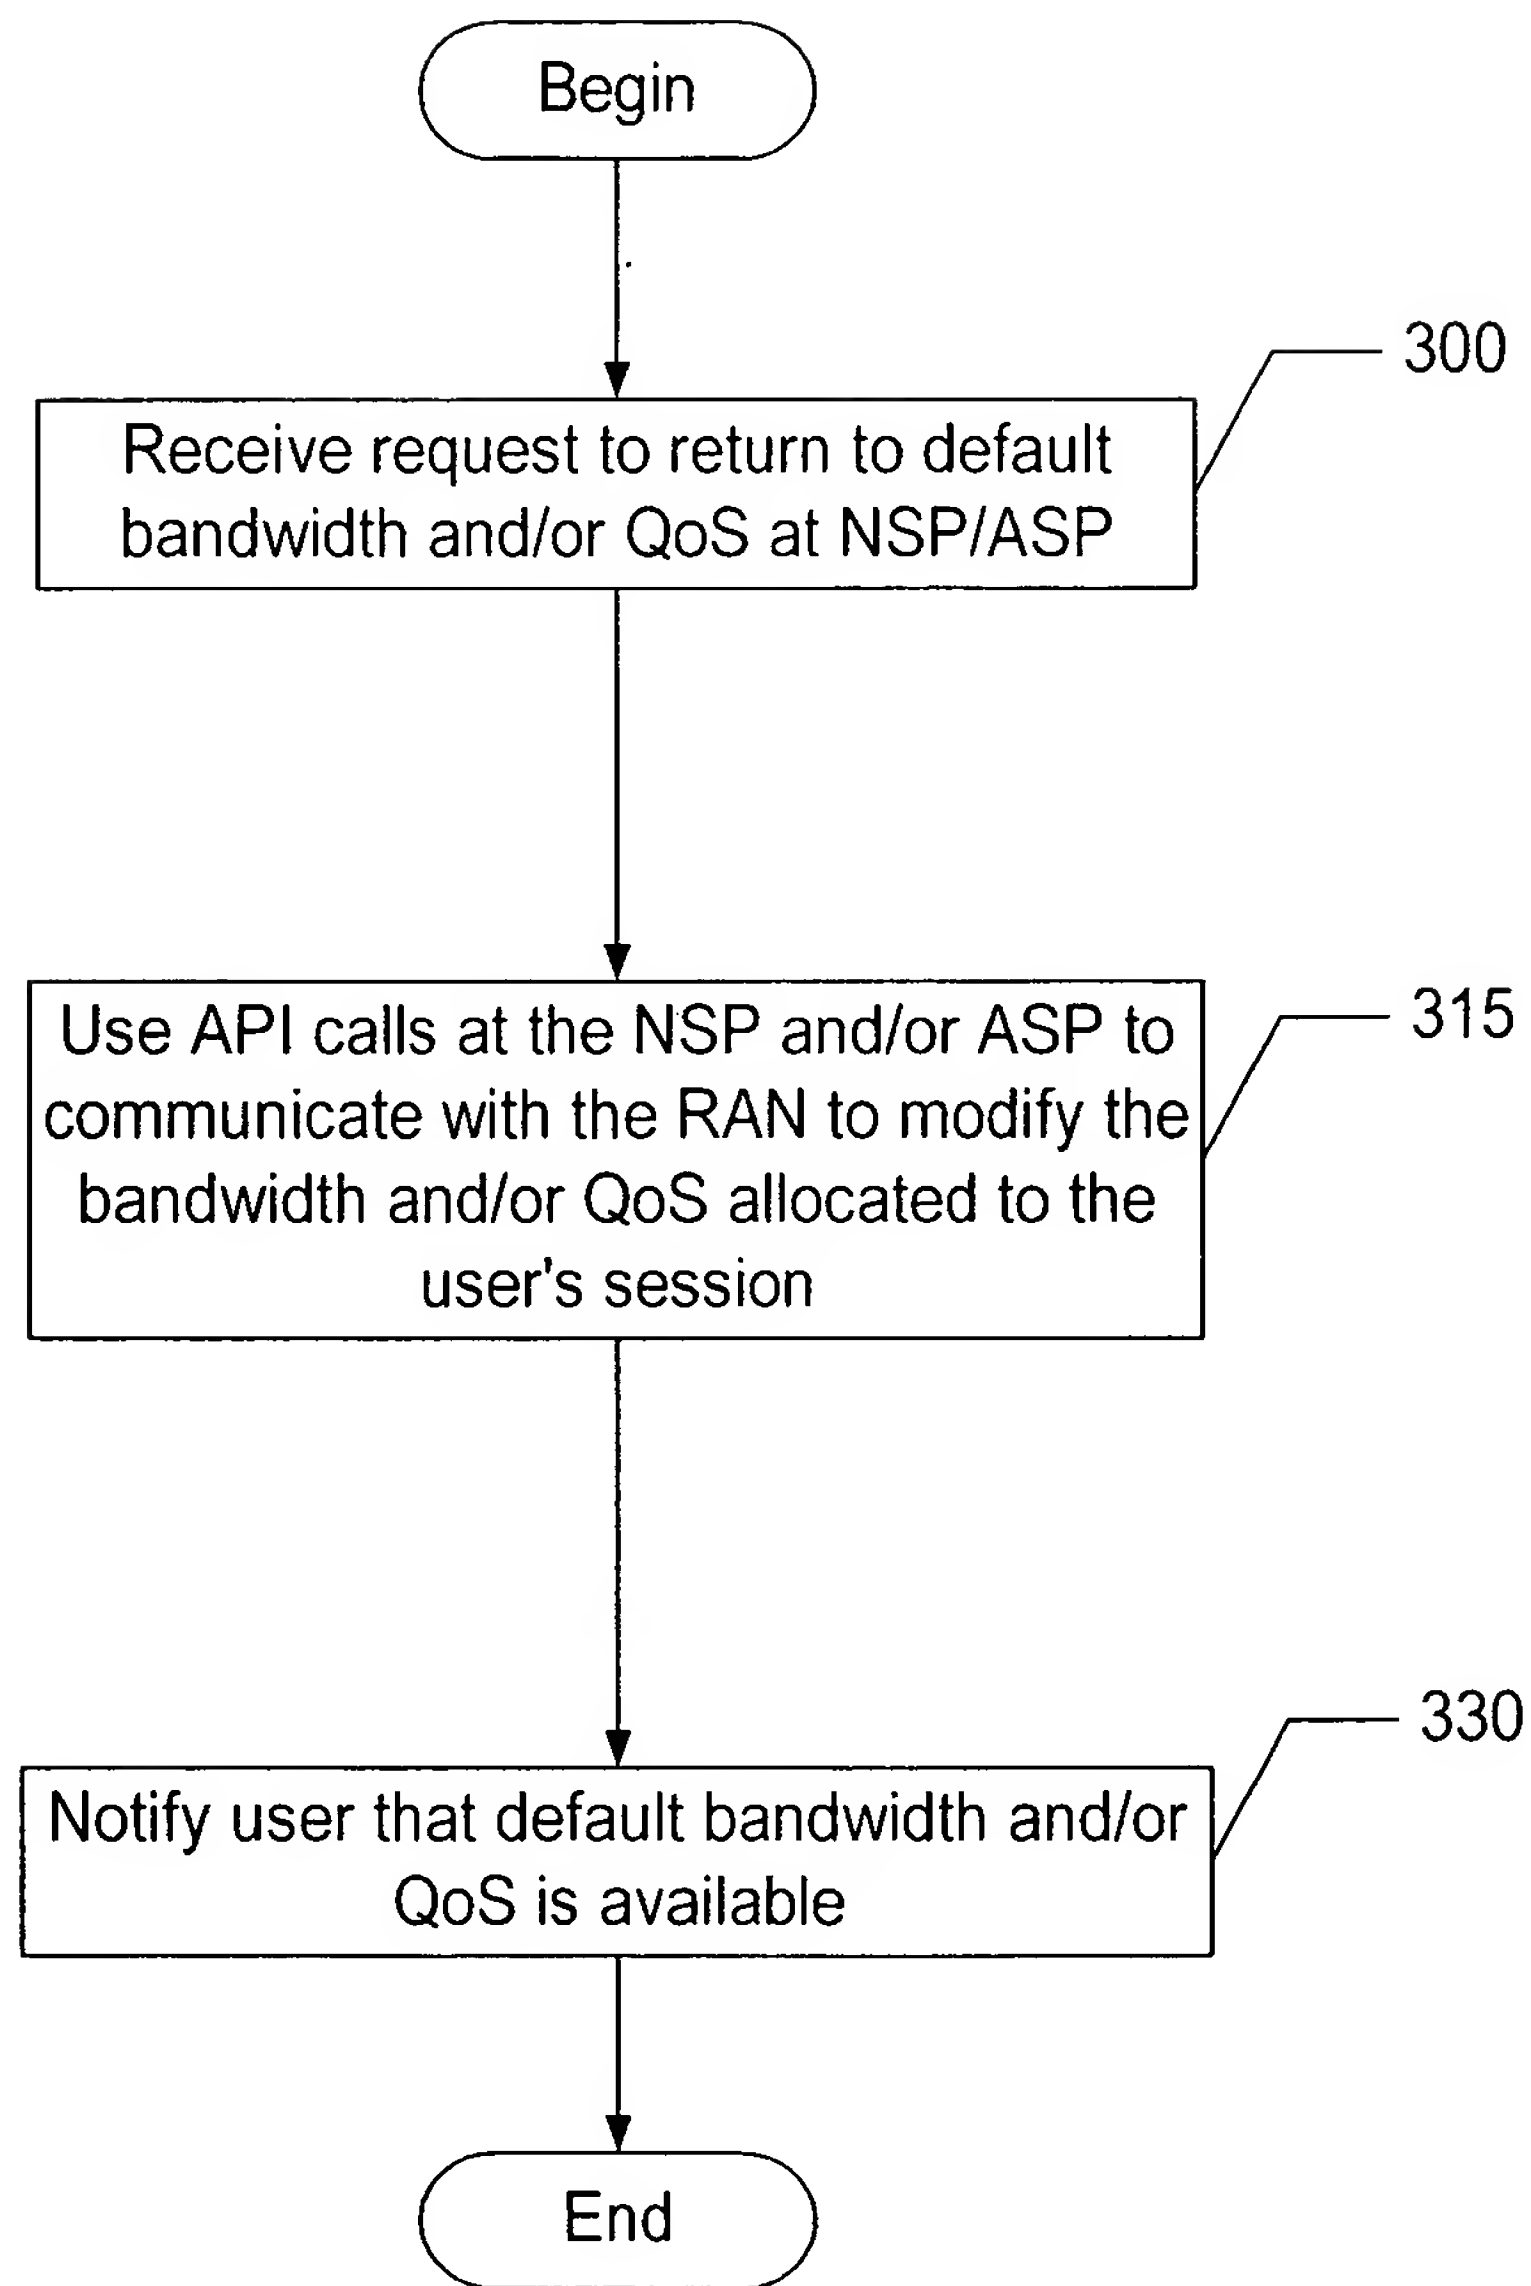 Begin
300
Receive request to return to default
bandwidth and/or QoS at NSP/ASP
315
Use API calls at the NSP and/or ASP to
communicate with the RAN to modify the
bandwidth and/or QoS allocated to the
user's session
330
Notify user that default bandwidth and/or
QoS is available
End